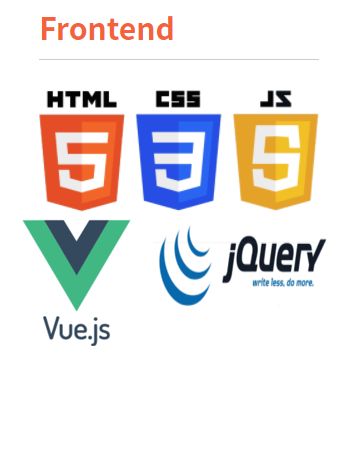 Frontend
HTML CSS JS
5 3 5
jQuery
write less, do more.
Vue.js